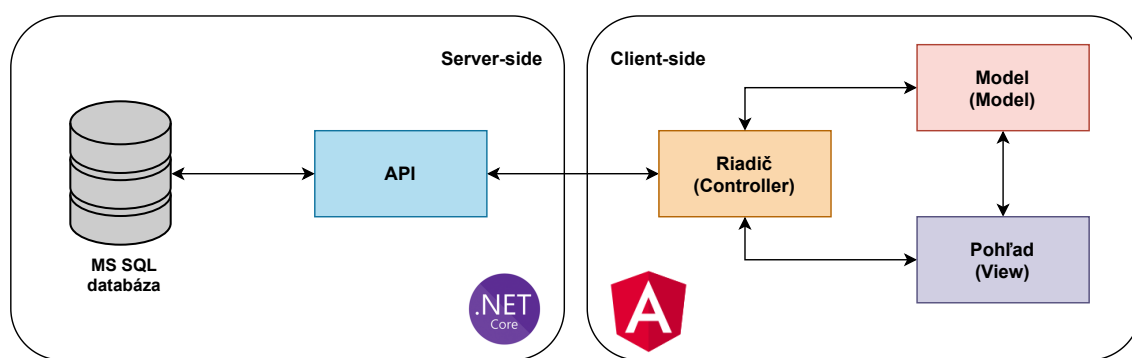 Server-side
Client-side
MS SQL
databáza
API
Riadič
(Controller)
Model
(Model)
Pohľad
(View)
.NET
Core
A